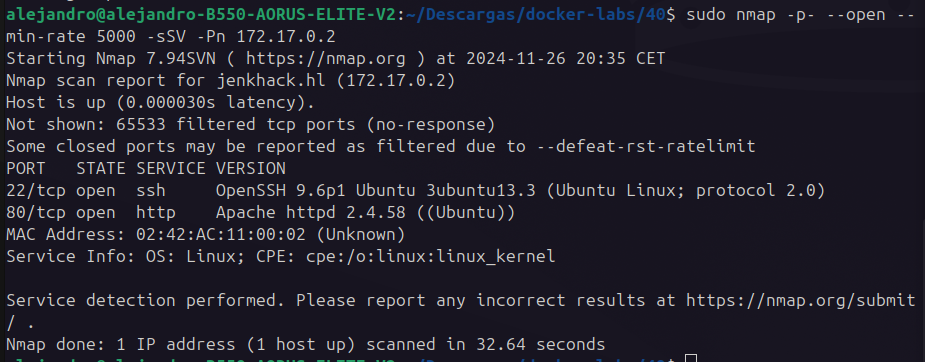 alejandro@alejandro-B550-AORUS-ELITE-V2:~/Descargas/docker-labs/40$ sudo nmap -p- --open --
min-rate 5000 -sSV -Pn 172.17.0.2
Starting Nmap 7.94SVN ( https://nmap.org ) at 2024-11-26 20:35 CET
Nmap scan report for jenkhack.hl (172.17.0.2)
Host is up (0.000030s latency).
Not shown: 65533 filtered tcp ports (no-response)
Some closed ports may be reported as filtered due to --defeat-rst-ratelimit
PORT   STATE SERVICE VERSION
22/tcp open  ssh     OpenSSH 9.6p1 Ubuntu 3ubuntu13.3 (Ubuntu Linux; protocol 2.0)
80/tcp open  http    Apache httpd 2.4.58 ((Ubuntu))
MAC Address: 02:42:AC:11:00:02 (Unknown)
Service Info: OS: Linux; CPE: cpe:/o:linux:linux_kernel

Service detection performed. Please report any incorrect results at https://nmap.org/submit
/ .
Nmap done: 1 IP address (1 host up) scanned in 32.64 seconds